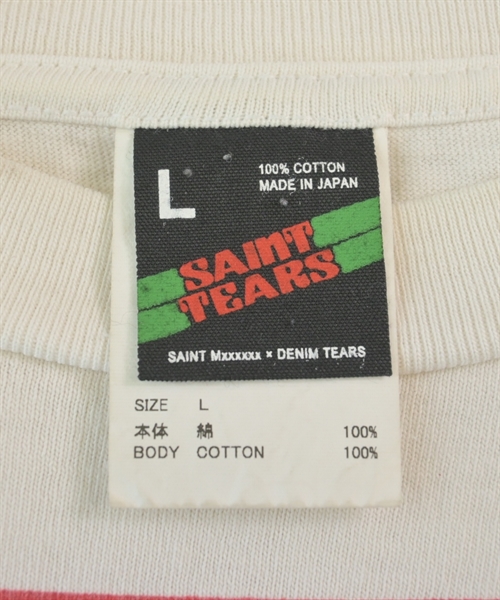 L
100% COTTON
MADE IN JAPAN
SAINT
TEARS
SAINT Mxxxxxx × DENIM TEARS
SIZE L
本体 綿 100%
BODY COTTON 100%